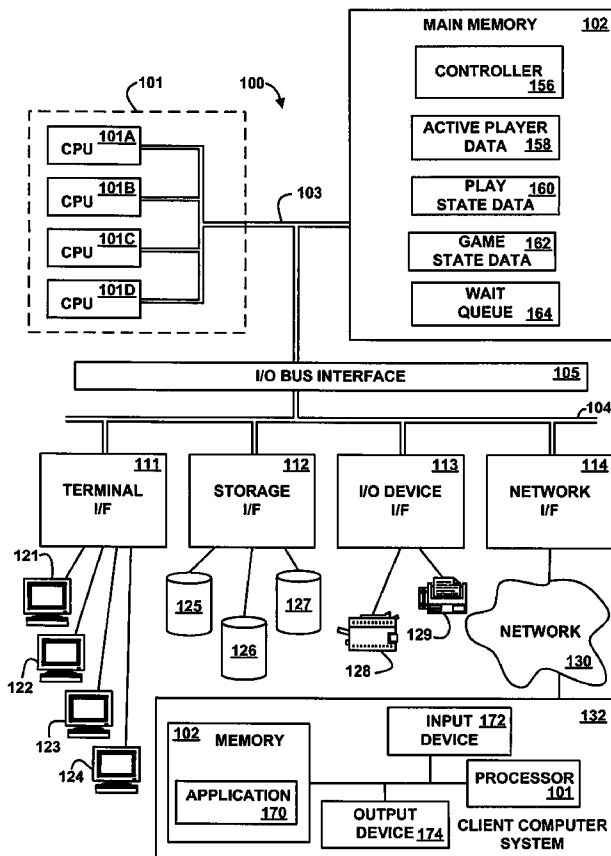 101
100
CPU 101A
CPU 101B
CPU 101C
CPU 101D
103
MAIN MEMORY 102
CONTROLLER
156
ACTIVE PLAYER
DATA 158
PLAY 160
STATE DATA
GAME 162
STATE DATA
WAIT
QUEUE 164
I/O BUS INTERFACE 105
104
111
TERMINAL
I/F
112
STORAGE
I/F
113
I/O DEVICE
I/F
114
NETWORK
I/F
121
122
123
124
125
126
127
128
129
NETWORK
130
132
102 MEMORY
APPLICATION
170
INPUT 172
DEVICE
PROCESSOR
101
OUTPUT
DEVICE 174
CLIENT COMPUTER
SYSTEM